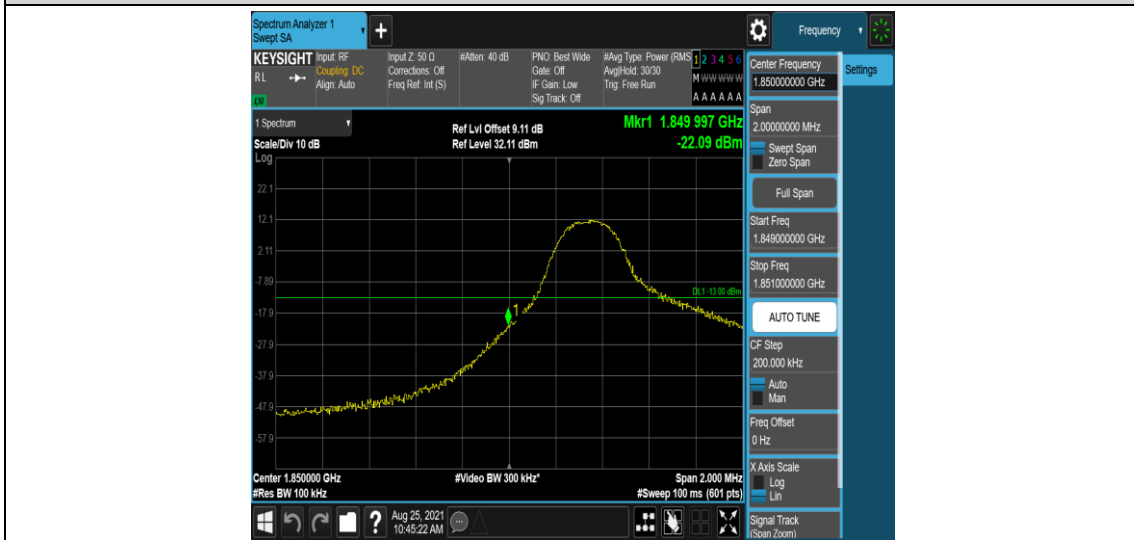 Spectrum Analyzer 1
Swept SA
+
Frequency
KEYSIGHT
RL
LXI
Input: RF
Coupling: DC
Align: Auto
Input Z: 50 Ω
Corrections: Off
Freq Ref: Int (S)
#Atten: 40 dB
PNO: Best Wide
Gate: Off
IF Gain: Low
Sig Track: Off
#Avg Type: Power (RMS
Avg|Hold: 30/30
Trig: Free Run
1 2 3 4 5 6
M W W W W W
A A A A A A
Center Frequency
1.850000000 GHz
Settings
1 Spectrum
Scale/Div 10 dB
Ref Lvl Offset 9.11 dB
Ref Level 32.11 dBm
Mkr1 1.849 997 GHz
-22.09 dBm
Log
22.1
12.1
2.11
-7.89
-17.9
-27.9
-37.9
-47.9
-57.9
DL1 -13.00 dBm
1
Center 1.850000 GHz
#Res BW 100 kHz
#Video BW 300 kHz*
Span 2.000 MHz
#Sweep 100 ms (601 pts)
Span
2.00000000 MHz
Swept Span
Zero Span
Full Span
Start Freq
1.849000000 GHz
Stop Freq
1.851000000 GHz
AUTO TUNE
CF Step
200.000 kHz
Auto
Man
Freq Offset
0 Hz
X Axis Scale
Log
Lin
Signal Track
(Span Zoom)
?
Aug 25, 2021
10:45:22 AM